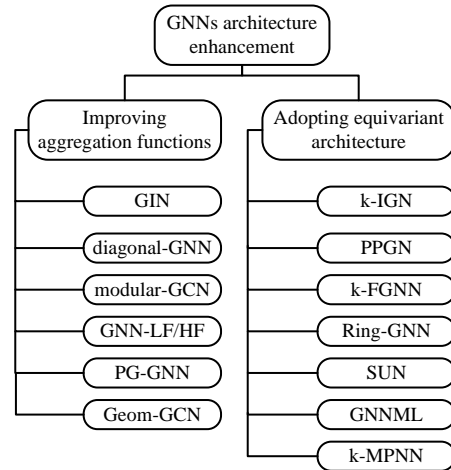 GNNs architecture
enhancement
Improving
aggregation functions
Adopting equivariant
architecture
GIN
diagonal-GNN
modular-GCN
GNN-LF/HF
PG-GNN
Geom-GCN
k-IGN
PPGN
k-FGNN
Ring-GNN
SUN
GNNML
k-MPNN